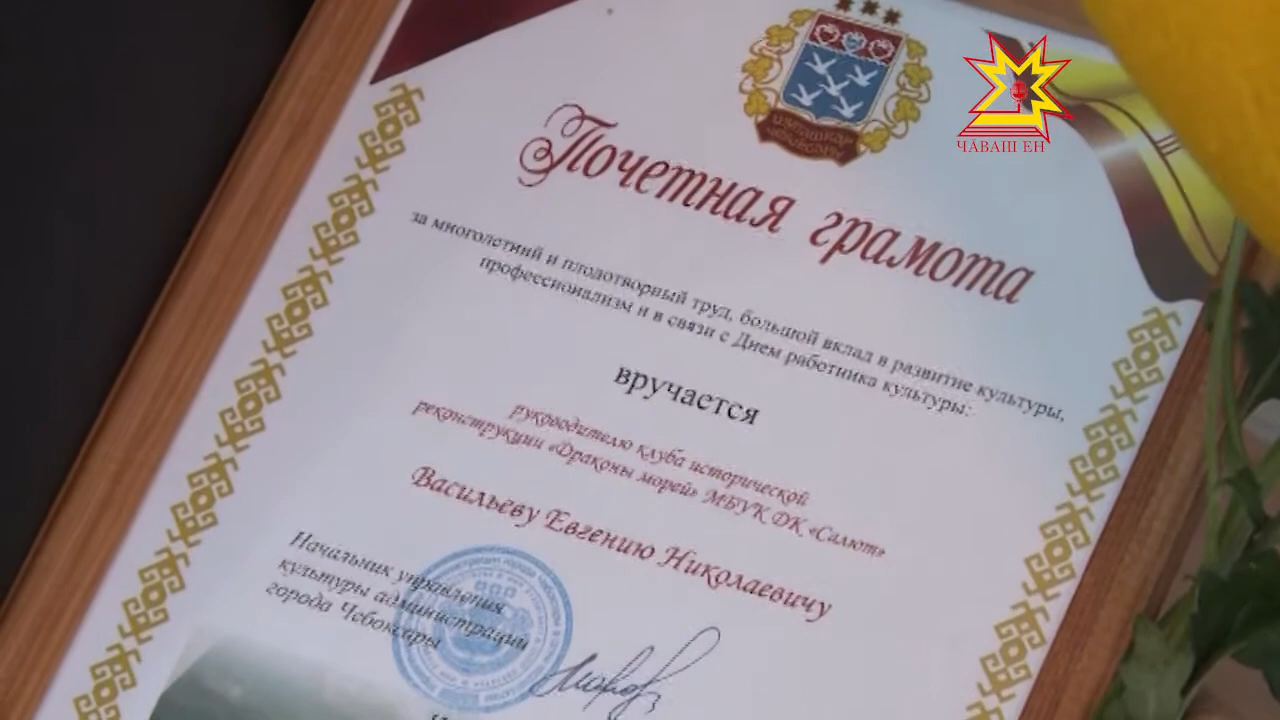 ЧӐВАШ ЕН
Почетная грамота
за многолетний и плодотворный труд, большой вклад в развитие культуры,
профессионализм и в связи с Днем работника культуры:
вручается
руководителю клуба исторической
реконструкции «Драконы морей» МБУК ДК «Салют»
Васильеву Евгению Николаевичу
Начальник управления
культуры администрации
города Чебоксары